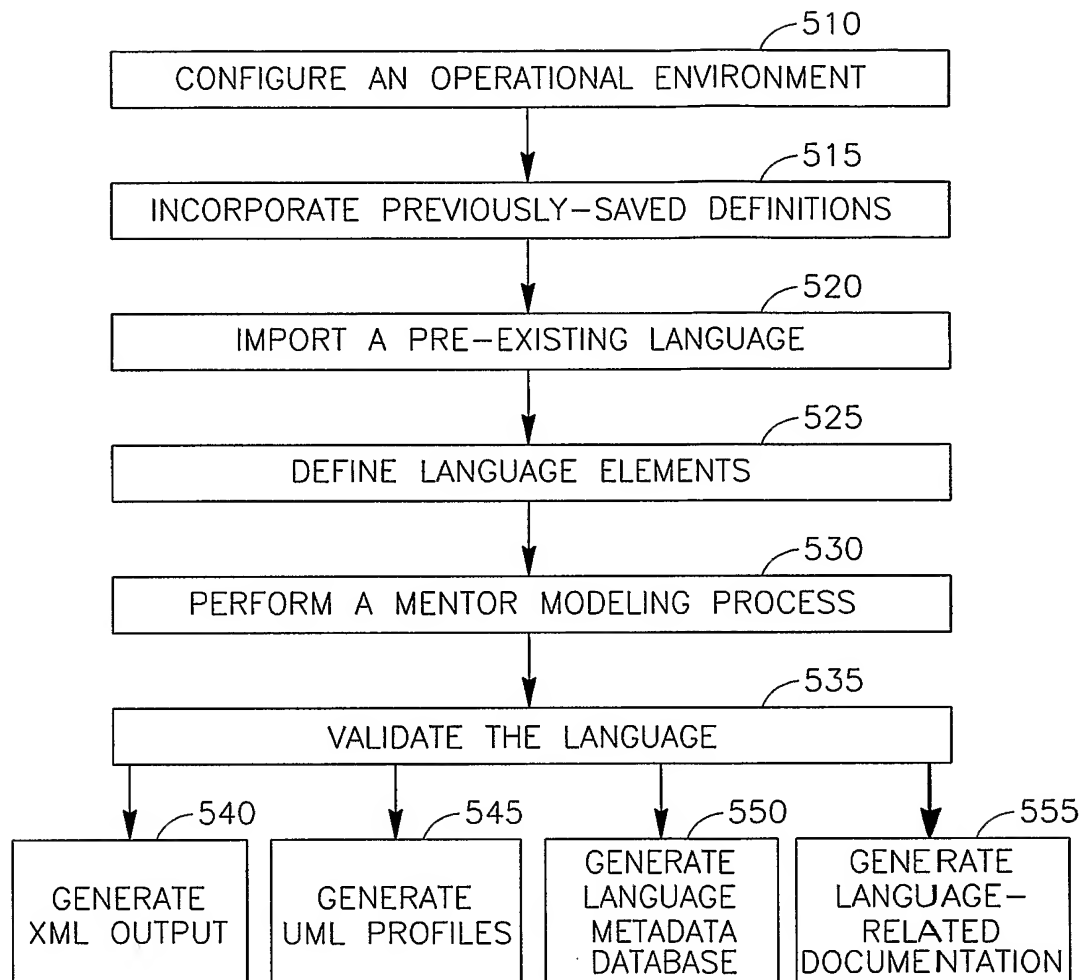 510
CONFIGURE AN OPERATIONAL ENVIRONMENT
515
INCORPORATE PREVIOUSLY-SAVED DEFINITIONS
520
IMPORT A PRE-EXISTING LANGUAGE
525
DEFINE LANGUAGE ELEMENTS
530
PERFORM A MENTOR MODELING PROCESS
535
VALIDATE THE LANGUAGE
540
GENERATE
XML OUTPUT
545
GENERATE
UML PROFILES
550
GENERATE
LANGUAGE
METADATA
DATABASE
555
GENERATE
LANGUAGE-
RELATED
DOCUMENTATION